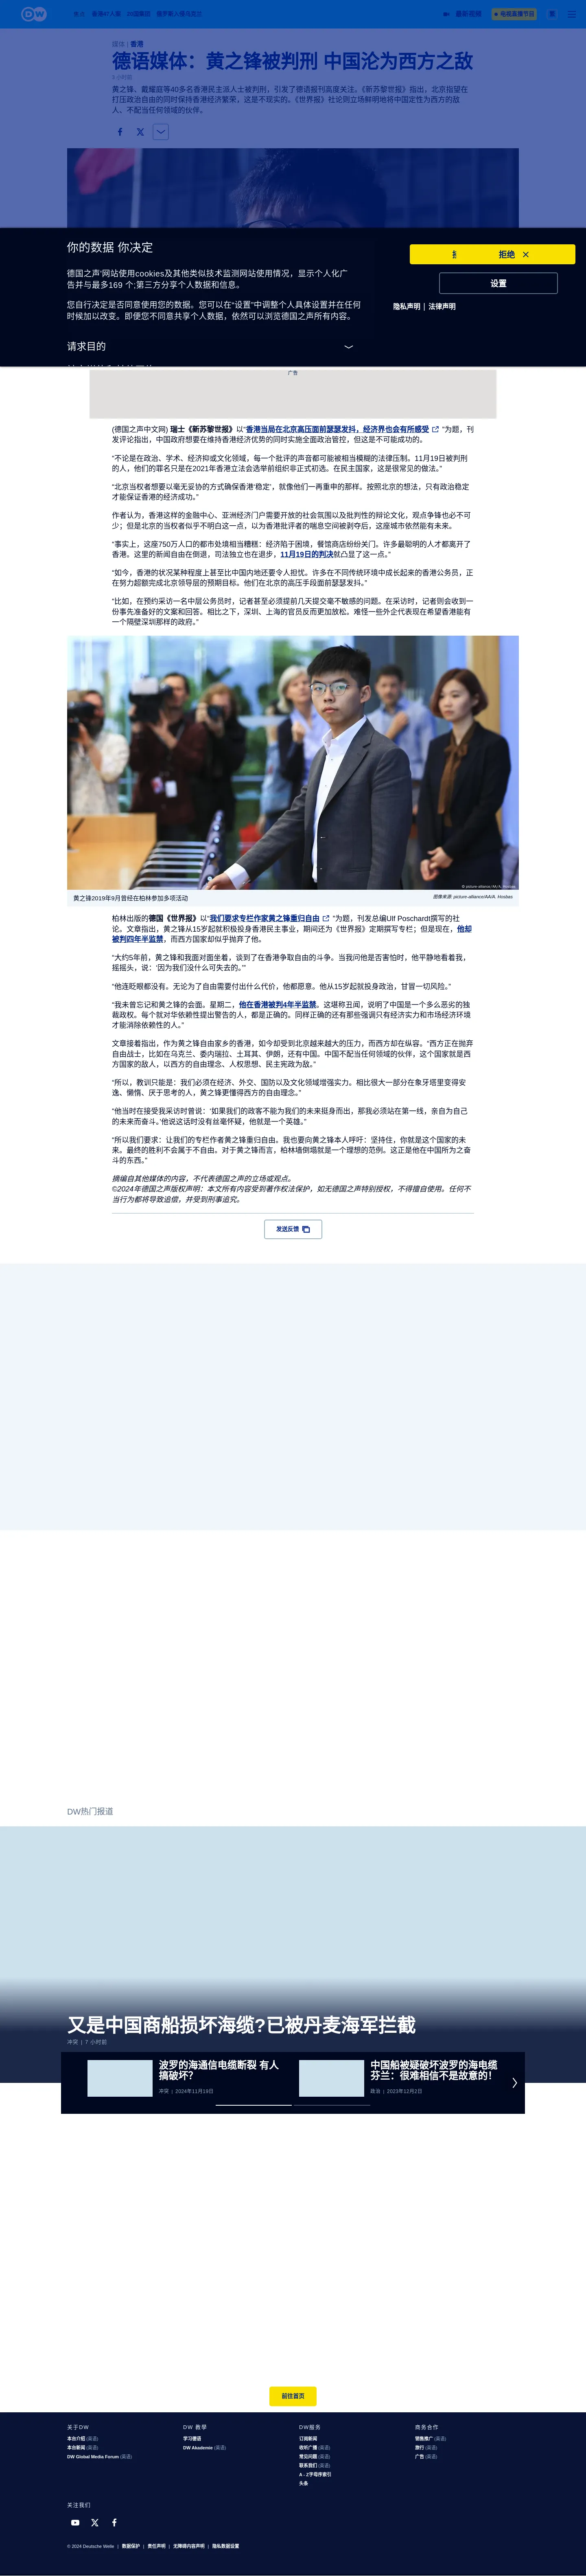 DW
最新视频
电视直播节目
媒体 | 香港
德语媒体：黄之锋被判刑 中国沦为西方之敌
黄之锋、戴耀庭等40多名香港民主派人士被判刑，引发了德语报刊高度关注。《新苏黎世报》指出，北京指望在
打压政治自由的同时保持香港经济繁荣，这是不现实的。《世界报》社论则立场鲜明地将中国定性为西方的敌
人，不配当任何领域的伙伴。
你的数据 你决定
拒绝
德国之声'网站使用cookies及其他类似技术监测网站使用情况，显示个人化广
告并与最多169 个;第三方分享个人数据和信息。
设置
隐私声明 | 法律声明
您自行决定是否同意使用您的数据。您可以在"设置"中调整个人具体设置并在任何
时候加以改变。即便您不同意共享个人数据，依然可以浏览德国之声所有内容。
请求目的
广告
(德国之声中文网) 瑞士《新苏黎世报》以"香港当局在北京高压面前瑟瑟发抖，经济界也会有所感受 "为题，刊
发评论指出，中国政府想要在维持香港经济优势的同时实施全面政治管控，但这是不可能成功的。
"不论是在政治、学术、经济抑或文化领域，每一个批评的声音都可能被相当模糊的法律压制。11月19日被判刑
的人，他们的罪名只是在2021年香港立法会选举前组织非正式初选。在民主国家，这是很常见的做法。"
"北京当权者想要以毫无妥协的方式确保香港'稳定'，就像他们一再重申的那样。按照北京的想法，只有政治稳定
才能保证香港的经济成功。"
作者认为，香港这样的金融中心、亚洲经济门户需要开放的社会氛围以及批判性的辩论文化，观点争锋也必不可
少；但是北京的当权者似乎不明白这一点，以为香港批评者的喘息空间被剥夺后，这座城市依然能有未来。
"事实上，这座750万人口的都市处境相当糟糕：经济陷于困境，餐馆商店纷纷关门。许多最聪明的人才都离开了
香港。这里的新闻自由在倒退，司法独立也在退步，11月19日的判决就凸显了这一点。"
"如今，香港的状况某种程度上甚至比中国内地还要令人担忧。许多在不同传统环境中成长起来的香港公务员，正
在努力超额完成北京领导层的预期目标。他们在北京的高压手段面前瑟瑟发抖。"
"比如，在预约采访一名中层公务员时，记者甚至必须提前几天提交毫不敏感的问题。在采访时，记者则会收到一
份事先准备好的文案和回答。相比之下，深圳、上海的官员反而更加放松。难怪一些外企代表现在希望香港能有
一个隔壁深圳那样的政府。"
© picture alliance/AA/A. Hosbas
黄之锋2019年9月曾经在柏林参加多项活动
图像来源: picture-alliance/AA/A. Hosbas
柏林出版的德国《世界报》以"我们要求专栏作家黄之锋重归自由 "为题，刊发总编Ulf Poschardt撰写的社
论。文章指出，黄之锋从15岁起就积极投身香港民主事业，期间还为《世界报》定期撰写专栏；但是现在，他却
被判四年半监禁，而西方国家却似乎抛弃了他。
"大约5年前，黄之锋和我面对面坐着，谈到了在香港争取自由的斗争。当我问他是否害怕时，他平静地看着我，
摇摇头，说：'因为我们没什么可失去的。'"
"他连眨眼都没有。无论为了自由需要付出什么代价，他都愿意。他从15岁起就投身政治，甘冒一切风险。"
"我未曾忘记和黄之锋的会面。星期二，他在香港被判4年半监禁。这堪称丑闻，说明了中国是一个多么恶劣的独
裁政权。每个就对华依赖性提出警告的人，都是正确的。同样正确的还有那些强调只有经济实力和市场经济环境
才能消除依赖性的人。"
文章接着指出，作为黄之锋自由家乡的香港，如今却受到北京越来越大的压力，而西方却在纵容。"西方正在抛弃
自由战士，比如在乌克兰、委内瑞拉、土耳其、伊朗，还有中国。中国不配当任何领域的伙伴，这个国家就是西
方国家的敌人，以西方的自由理念、人权思想、民主宪政为敌。"
"所以，教训只能是：我们必须在经济、外交、国防以及文化领域增强实力。相比很大一部分在象牙塔里变得安
逸、懒惰、厌于思考的人，黄之锋更懂得西方的自由理念。"
"他当时在接受我采访时曾说：'如果我们的政客不能为我们的未来挺身而出，那我必须站在第一线，亲自为自己
的未来而奋斗。'他说这话时没有丝毫怀疑，他就是一个英雄。"
"所以我们要求：让我们的专栏作者黄之锋重归自由。我也要向黄之锋本人呼吁：坚持住，你就是这个国家的未
来。最终的胜利不会属于不自由。对于黄之锋而言，柏林墙倒塌就是一个理想的范例。这正是他在中国所为之奋
斗的东西。"
摘编自其他媒体的内容，不代表德国之声的立场或观点。
©2024年德国之声版权声明：本文所有内容受到著作权法保护，如无德国之声特别授权，不得擅自使用。任何不
当行为都将导致追偿，并受到刑事追究。
发送反馈
DW热门报道
又是中国商船损坏海缆?已被丹麦海军拦截
冲突 | 7 小时前
波罗的海通信电缆断裂 有人
搞破坏？
冲突 | 2024年11月19日
中国船被疑破坏波罗的海电缆
芬兰：很难相信不是故意的！
政治 | 2023年12月2日
前往首页
关于DW
本台介绍 (英语)
本台新闻 (英语)
DW Global Media Forum (英语)
DW 教学
学习德语
DW Akademie (英语)
DW服务
订阅新闻
收听广播 (英语)
常见问题 (英语)
联系我们 (英语)
A - Z字母序索引
头条
商务合作
销售推广 (英语)
旅行 (英语)
广告 (英语)
关注我们
© 2024 Deutsche Welle | 数据保护 | 责任声明 | 无障碍内容声明 | 隐私数据设置